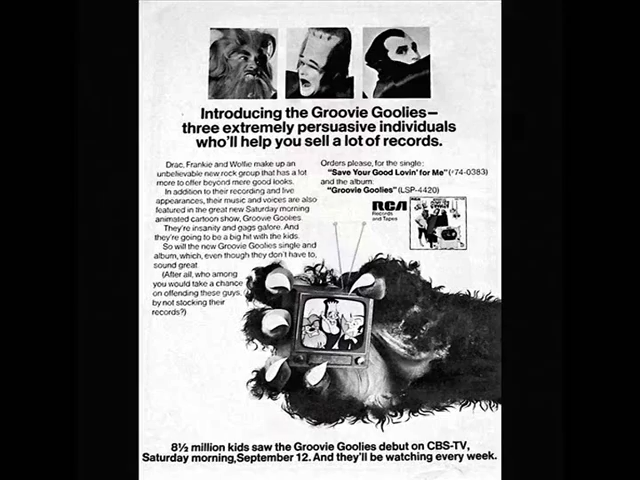 Introducing the Groovie Goolies—
three extremely persuasive individuals
who'll help you sell a lot of records.
Drac, Frankie and Wolfie make up an
unbelievable new rock group that has a lot
more to offer beyond mere good looks.
In addition to their recording and live
appearances, their music and voices are also
featured in the great new Saturday morning
animated cartoon show, Groovie Goolies.
They're insanity and gags galore. And
they're going to be a big hit with the kids.
So will the new Groovie Goolies single and
album, which, even though they don't have to,
sound great.
(After all, who among
you would take a chance
on offending these guys,
by not stocking their
records?)
Orders please, for the single:
"Save Your Good Lovin' for Me" (#74-0383)
and the album:
"Groovie Goolies" (LSP-4420)
RCA
Records
and Tapes
8½ million kids saw the Groovie Goolies debut on CBS-TV,
Saturday morning, September 12. And they'll be watching every week.